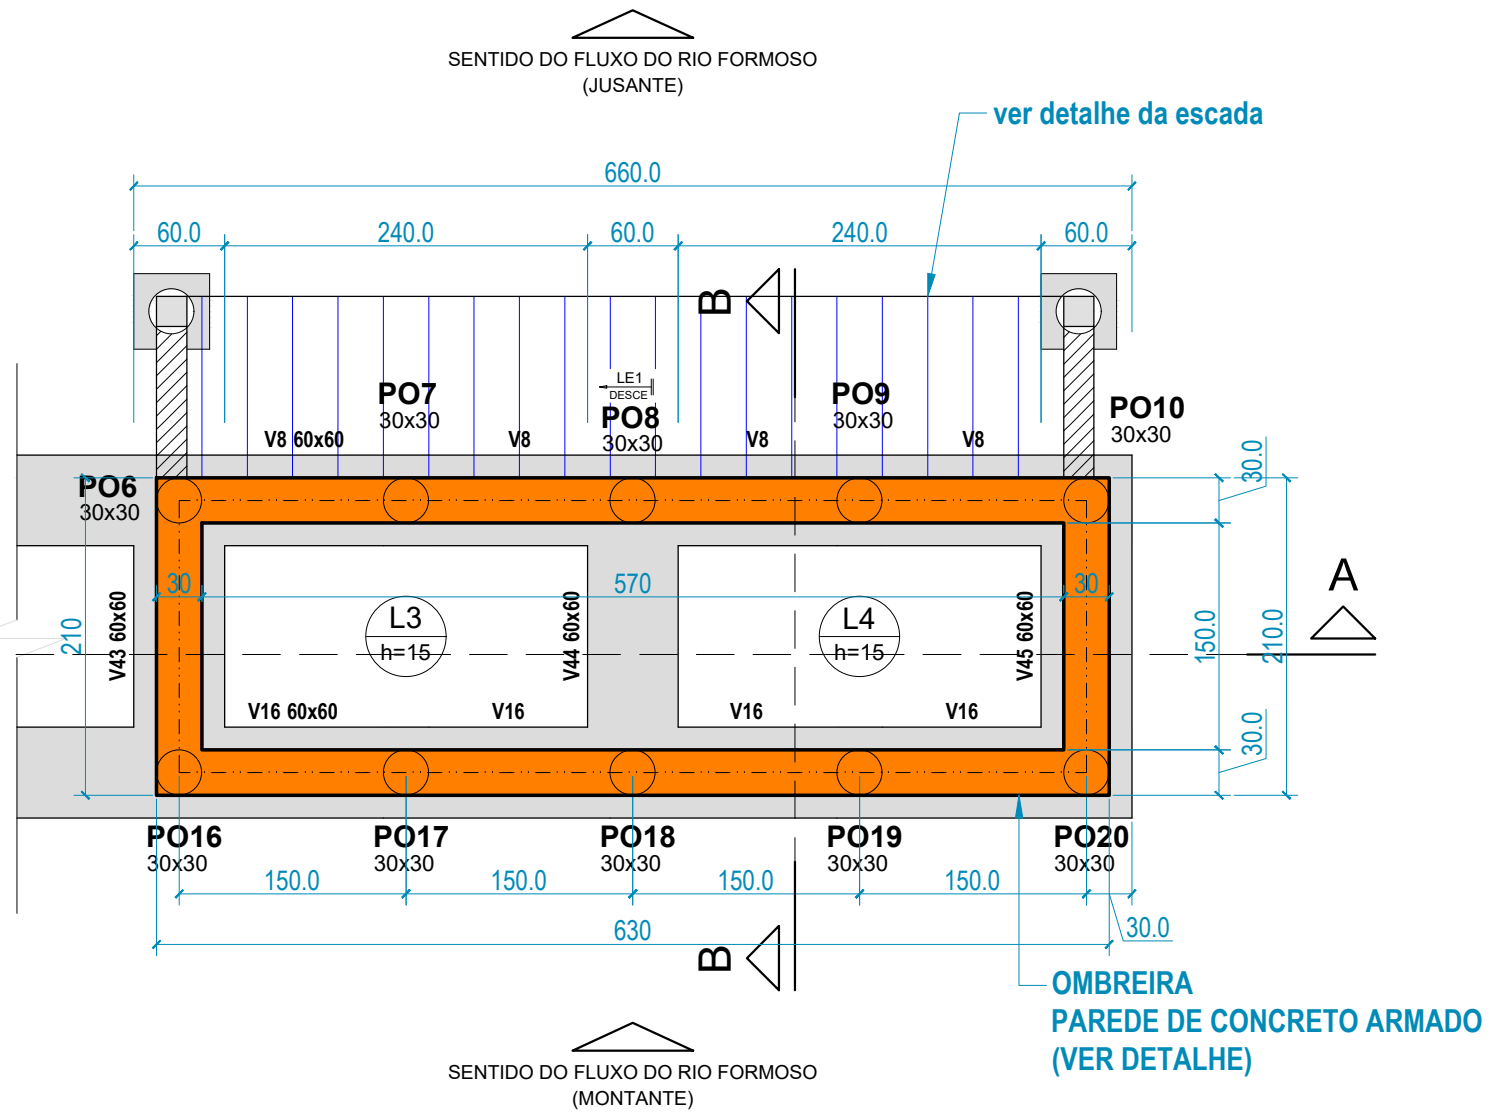 SENTIDO DO FLUXO DO RIO FORMOSO
(JUSANTE)
ver detalhe da escada
660.0
60.0
240.0
60.0
240.0
60.0
B
LE1
DESCE
PO7
30x30
PO8
30x30
PO9
30x30
PO10
30x30
V8 60x60
V8
V8
V8
PO6
30x30
30.0
30
570
30
A
L3
h=15
L4
h=15
V43 60x60
V44 60x60
V45 60x60
210
150.0
210.0
V16 60x60
V16
V16
V16
30.0
PO16
30x30
PO17
30x30
PO18
30x30
PO19
30x30
PO20
30x30
150.0
150.0
150.0
150.0
630
30.0
B
OMBREIRA
PAREDE DE CONCRETO ARMADO
(VER DETALHE)
SENTIDO DO FLUXO DO RIO FORMOSO
(MONTANTE)